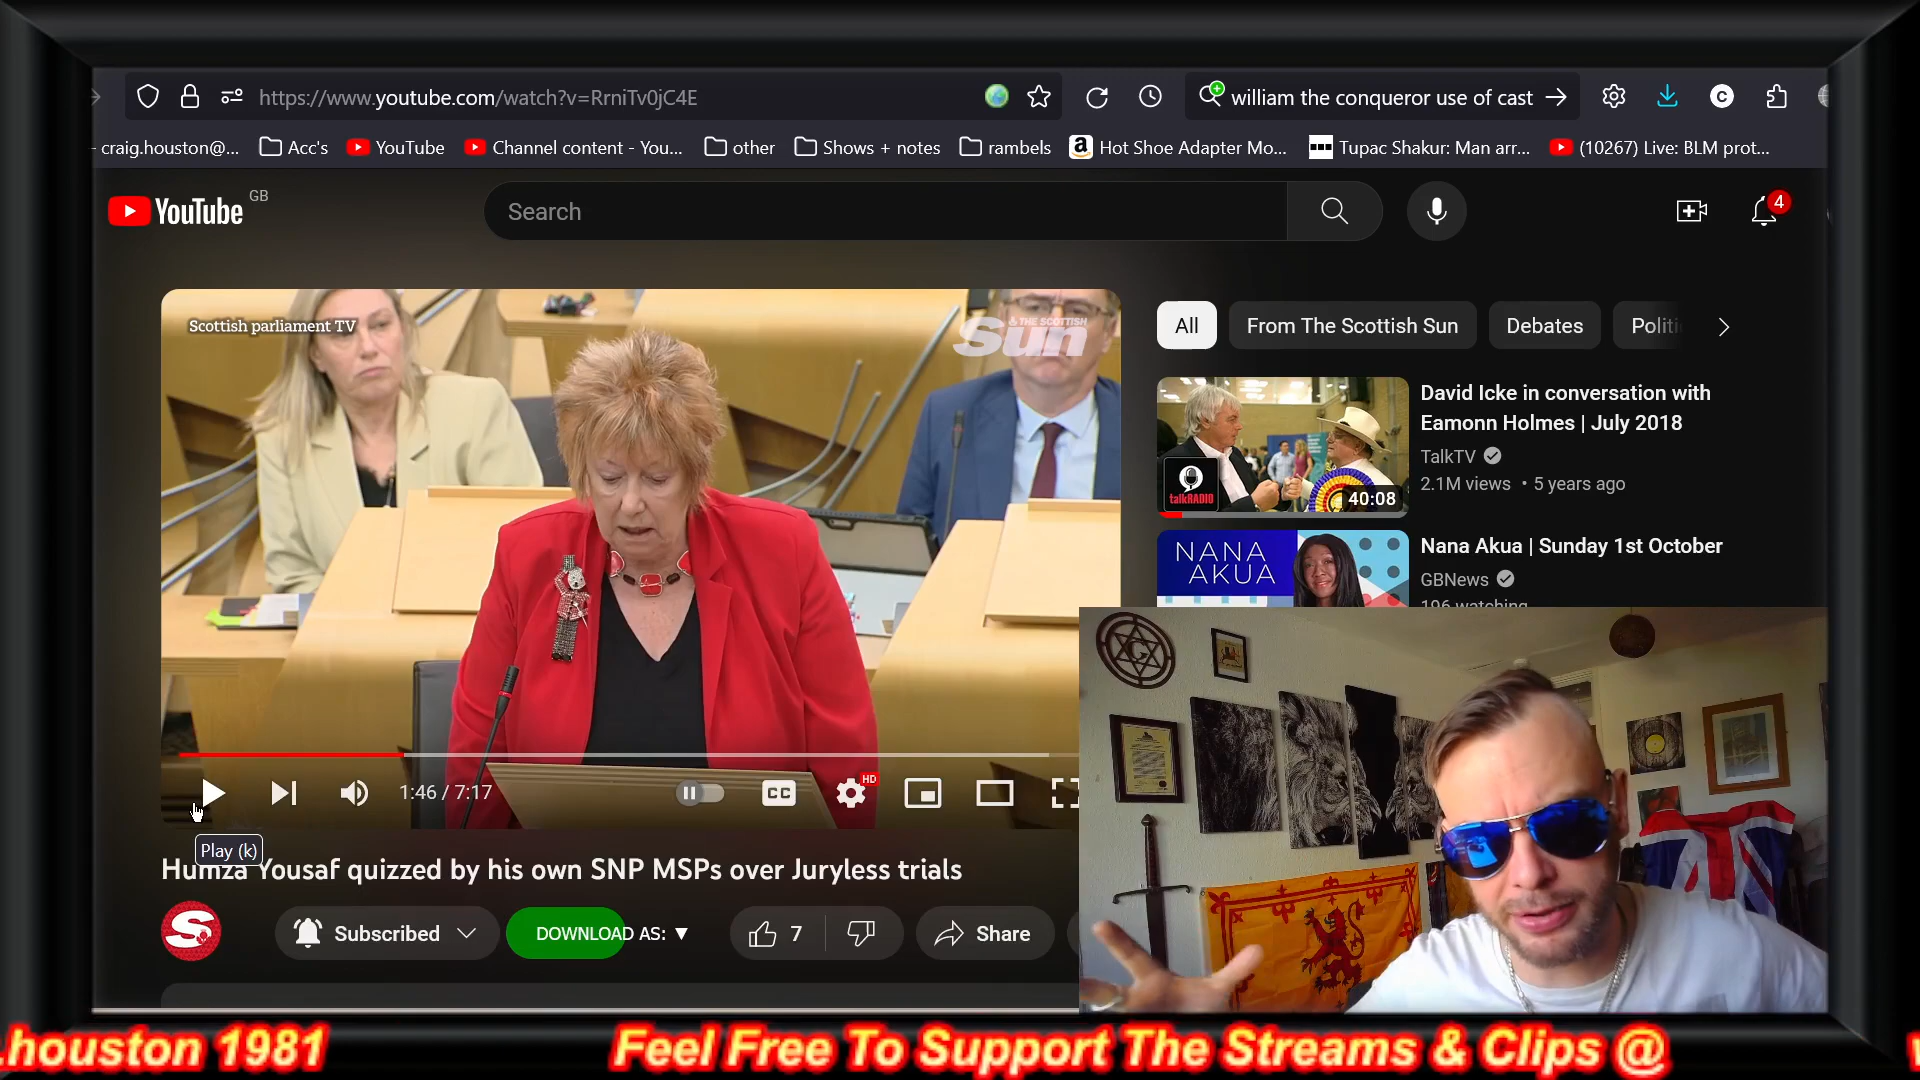 https://www.youtube.com/watch?v=RrniTv0jC4E
william the conqueror use of cast
C
craig.houston@...
Acc's
YouTube
Channel content - You...
other
Shows + notes
rambels
Hot Shoe Adapter Mo...
Tupac Shakur: Man arr...
(10267) Live: BLM prot...
YouTube GB
Search
4
Scottish parliament TV
THE SCOTTISH
Sun
1:46 / 7:17
CC
HD
Play (k)
Humza Yousaf quizzed by his own SNP MSPs over Juryless trials
S
Subscribed
DOWNLOAD AS: ▼
7
Share
All
From The Scottish Sun
Debates
Politi
talkRADIO
40:08
David Icke in conversation with
Eamonn Holmes | July 2018
TalkTV
2.1M views • 5 years ago
NANA
AKUA
Nana Akua | Sunday 1st October
GBNews
196 watching
G
.houston 1981
Feel Free To Support The Streams & Clips @